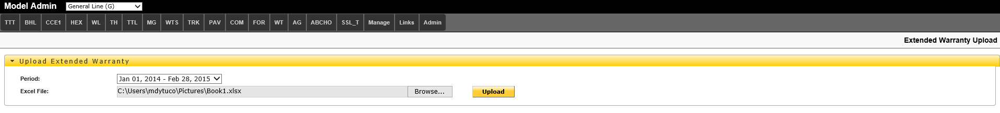 Model Admin General Line (G)
TTT BHL CCE1 HEX WL TH TTL MG WTS TRK PAV COM FOR WT AG ABCHO SSL_T Manage Links Admin
Extended Warranty Upload
Upload Extended Warranty
Period: Jan 01, 2014 - Feb 28, 2015
Excel File: C:\Users\mdytuco\Pictures\Book1.xlsx Browse... Upload